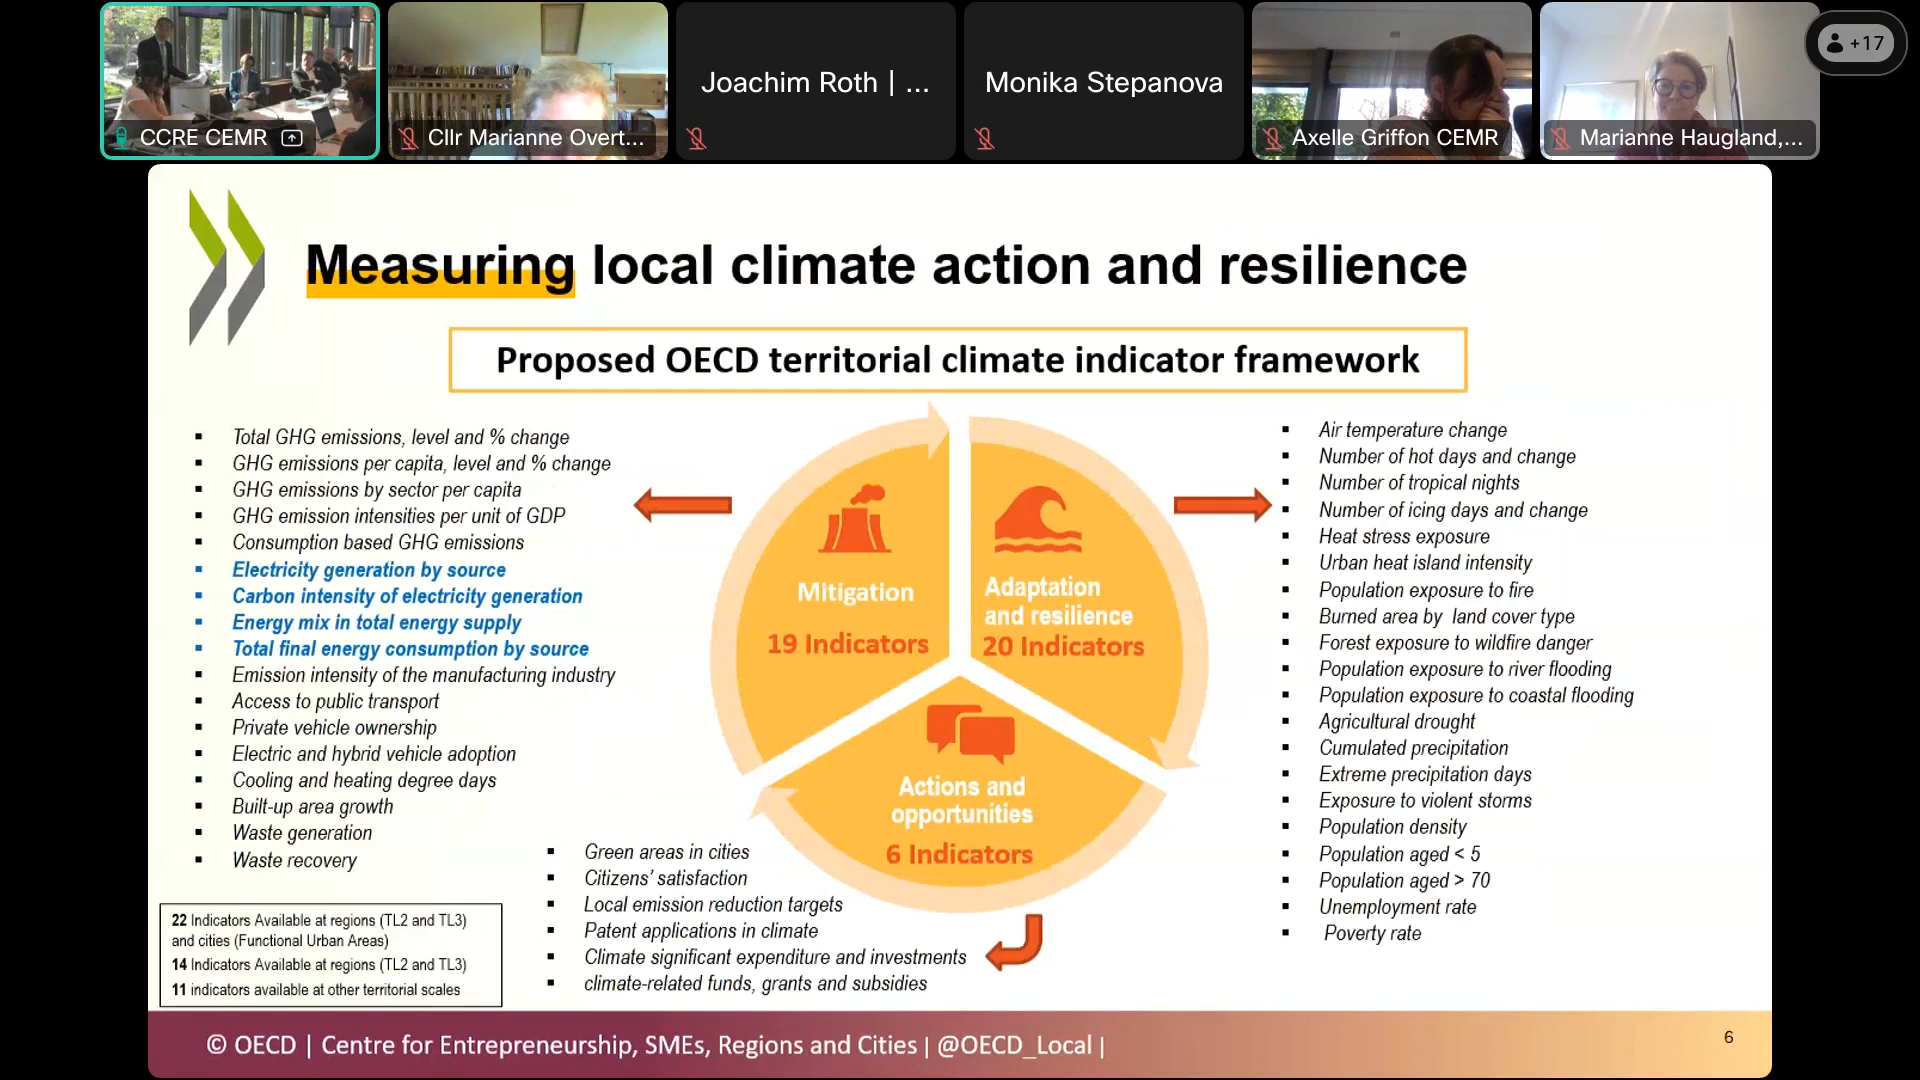 CCRE CEMR
Cllr Marianne Overt...
Joachim Roth | ...
Monika Stepanova
Axelle Griffon CEMR
Marianne Haugland,...
+17
Measuring local climate action and resilience
Proposed OECD territorial climate indicator framework
▪ Total GHG emissions, level and % change
▪ GHG emissions per capita, level and % change
▪ GHG emissions by sector per capita
▪ GHG emission intensities per unit of GDP
▪ Consumption based GHG emissions
▪ Electricity generation by source
▪ Carbon intensity of electricity generation
▪ Energy mix in total energy supply
▪ Total final energy consumption by source
▪ Emission intensity of the manufacturing industry
▪ Access to public transport
▪ Private vehicle ownership
▪ Electric and hybrid vehicle adoption
▪ Cooling and heating degree days
▪ Built-up area growth
▪ Waste generation
▪ Waste recovery
Mitigation
19 Indicators
Adaptation
and resilience
20 Indicators
Actions and
opportunities
6 Indicators
▪ Air temperature change
▪ Number of hot days and change
▪ Number of tropical nights
▪ Number of icing days and change
▪ Heat stress exposure
▪ Urban heat island intensity
▪ Population exposure to fire
▪ Burned area by land cover type
▪ Forest exposure to wildfire danger
▪ Population exposure to river flooding
▪ Population exposure to coastal flooding
▪ Agricultural drought
▪ Cumulated precipitation
▪ Extreme precipitation days
▪ Exposure to violent storms
▪ Population density
▪ Population aged < 5
▪ Population aged > 70
▪ Unemployment rate
▪ Poverty rate
▪ Green areas in cities
▪ Citizens’ satisfaction
▪ Local emission reduction targets
▪ Patent applications in climate
▪ Climate significant expenditure and investments
▪ climate-related funds, grants and subsidies
22 Indicators Available at regions (TL2 and TL3)
and cities (Functional Urban Areas)
14 Indicators Available at regions (TL2 and TL3)
11 indicators available at other territorial scales
© OECD | Centre for Entrepreneurship, SMEs, Regions and Cities | @OECD_Local |
6